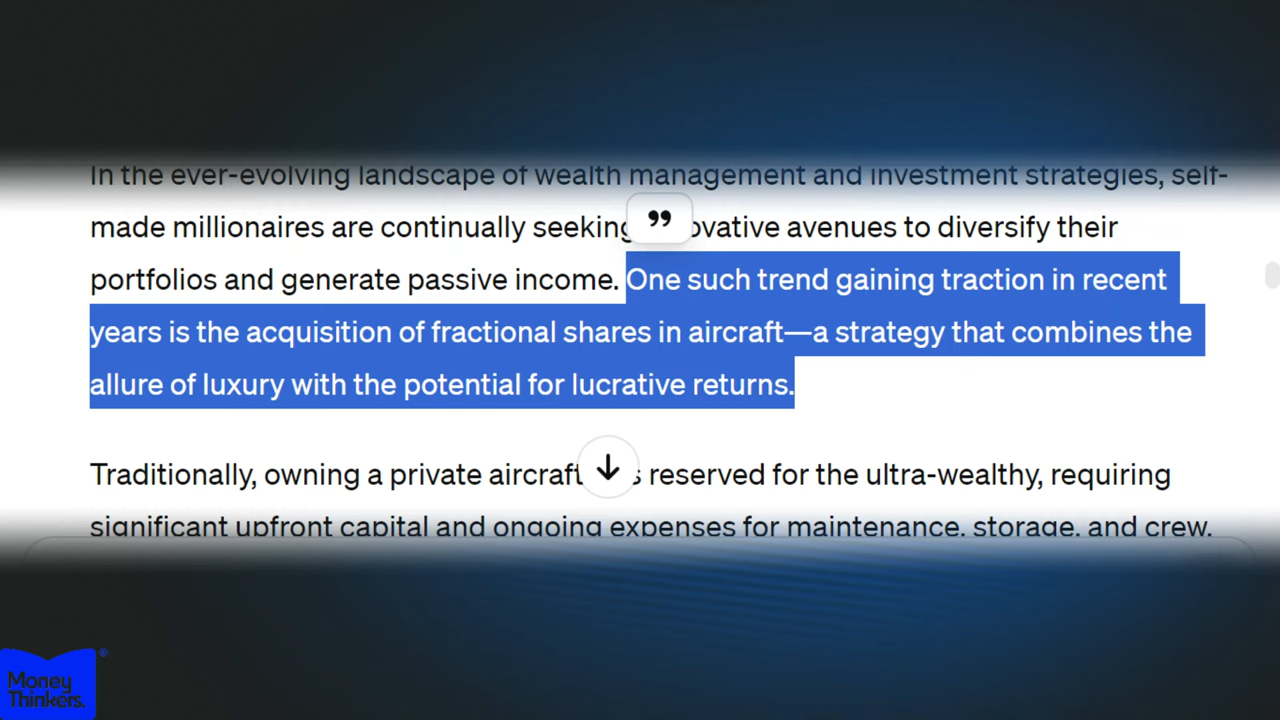 In the ever-evolving landscape of wealth management and investment strategies, self-
made millionaires are continually seeking ovative avenues to diversify their
portfolios and generate passive income. One such trend gaining traction in recent
years is the acquisition of fractional shares in aircraft—a strategy that combines the
allure of luxury with the potential for lucrative returns.
Traditionally, owning a private aircraft s reserved for the ultra-wealthy, requiring
significant upfront capital and ongoing expenses for maintenance, storage, and crew.
Money
Thinkers.
®